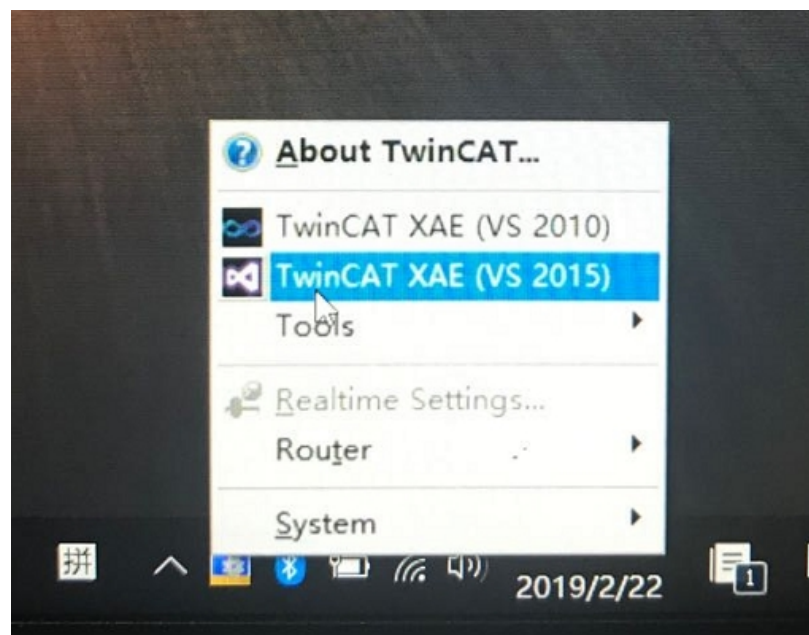 About TwinCAT...
TwinCAT XAE (VS 2010)
TwinCAT XAE (VS 2015)
Tools
Realtime Settings...
Router
System
拼
2019/2/22
1